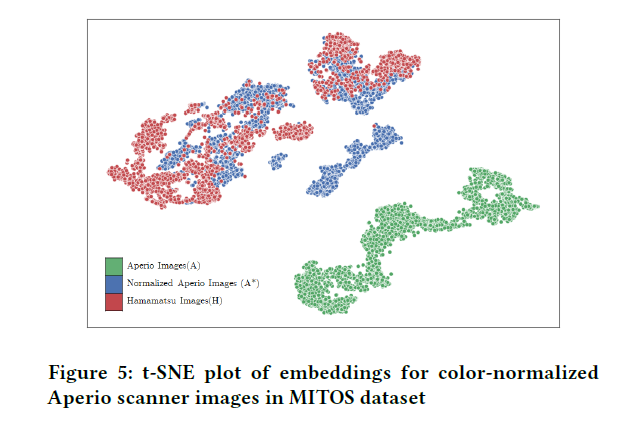 Aperio Images(A)
Normalized Aperio Images (A*)
Hamamatsu Images(H)
Figure 5: t-SNE plot of embeddings for color-normalized
Aperio scanner images in MITOS dataset